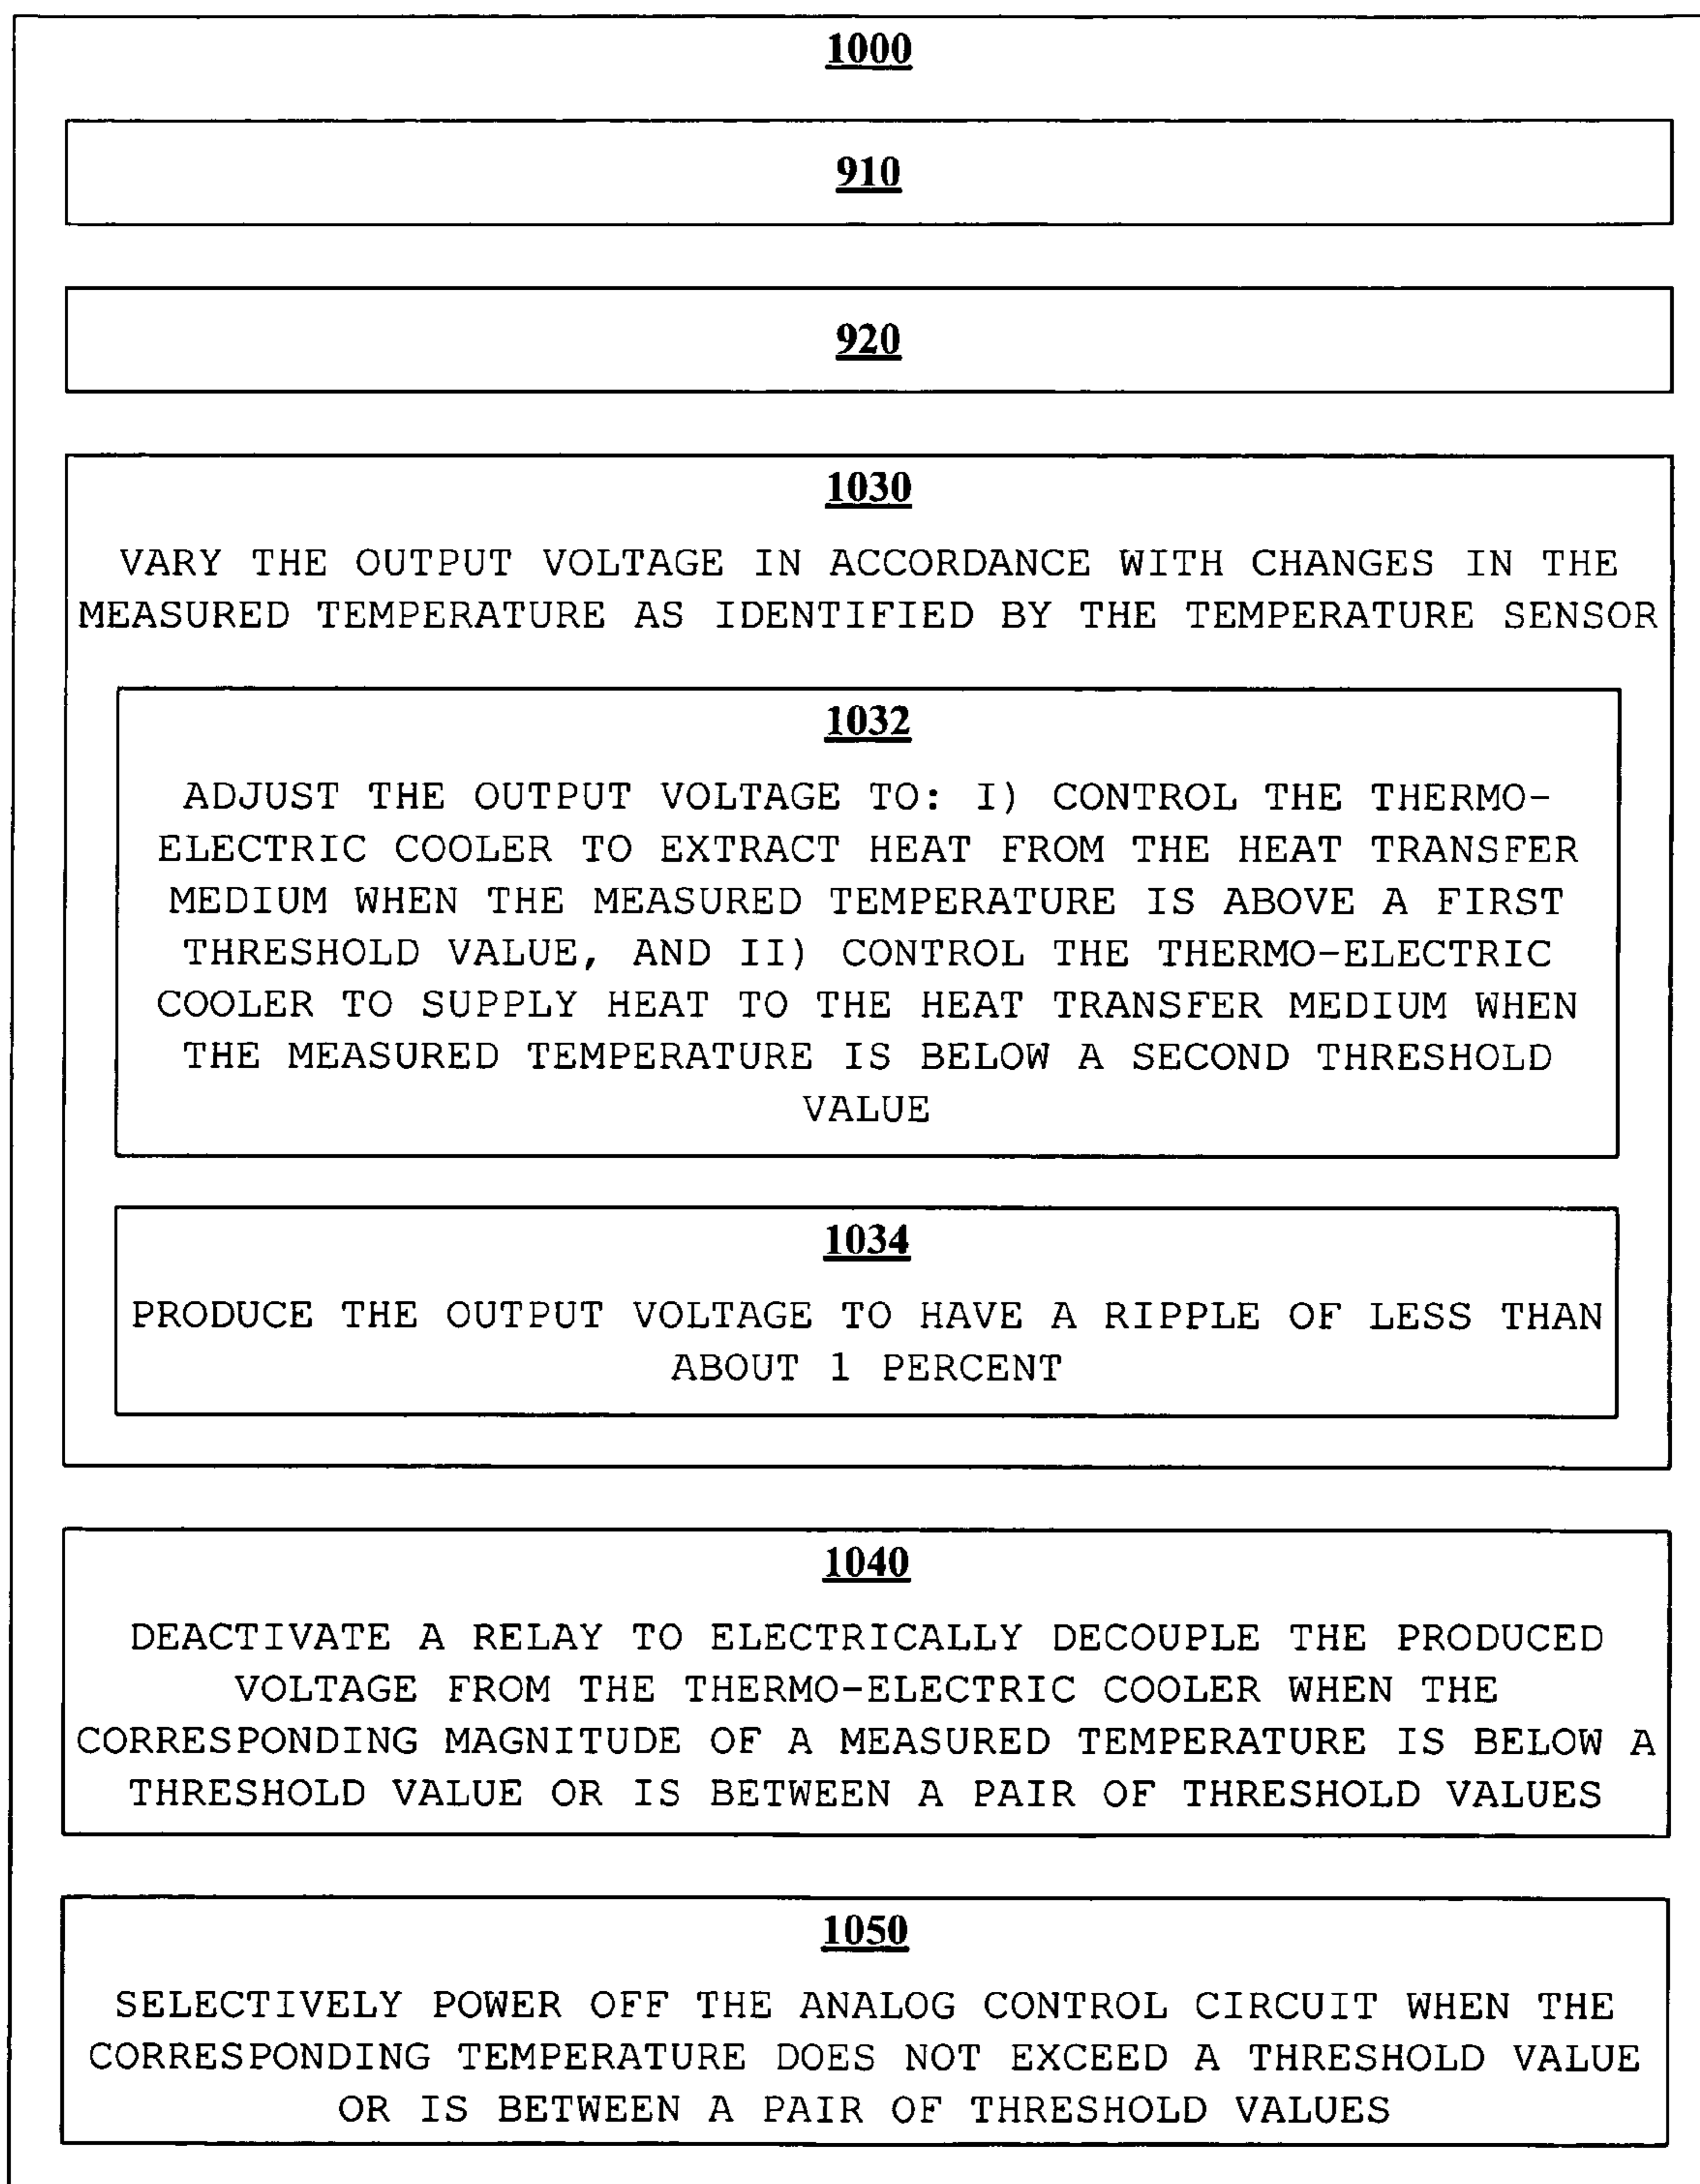 1000
910
920
1030
VARY THE OUTPUT VOLTAGE IN ACCORDANCE WITH CHANGES IN THE
MEASURED TEMPERATURE AS IDENTIFIED BY THE TEMPERATURE SENSOR
1032
ADJUST THE OUTPUT VOLTAGE TO: I) CONTROL THE THERMO-
ELECTRIC COOLER TO EXTRACT HEAT FROM THE HEAT TRANSFER
MEDIUM WHEN THE MEASURED TEMPERATURE IS ABOVE A FIRST
THRESHOLD VALUE, AND II) CONTROL THE THERMO-ELECTRIC
COOLER TO SUPPLY HEAT TO THE HEAT TRANSFER MEDIUM WHEN
THE MEASURED TEMPERATURE IS BELOW A SECOND THRESHOLD
VALUE
1034
PRODUCE THE OUTPUT VOLTAGE TO HAVE A RIPPLE OF LESS THAN
ABOUT 1 PERCENT
1040
DEACTIVATE A RELAY TO ELECTRICALLY DECOUPLE THE PRODUCED
VOLTAGE FROM THE THERMO-ELECTRIC COOLER WHEN THE
CORRESPONDING MAGNITUDE OF A MEASURED TEMPERATURE IS BELOW A
THRESHOLD VALUE OR IS BETWEEN A PAIR OF THRESHOLD VALUES
1050
SELECTIVELY POWER OFF THE ANALOG CONTROL CIRCUIT WHEN THE
CORRESPONDING TEMPERATURE DOES NOT EXCEED A THRESHOLD VALUE
OR IS BETWEEN A PAIR OF THRESHOLD VALUES